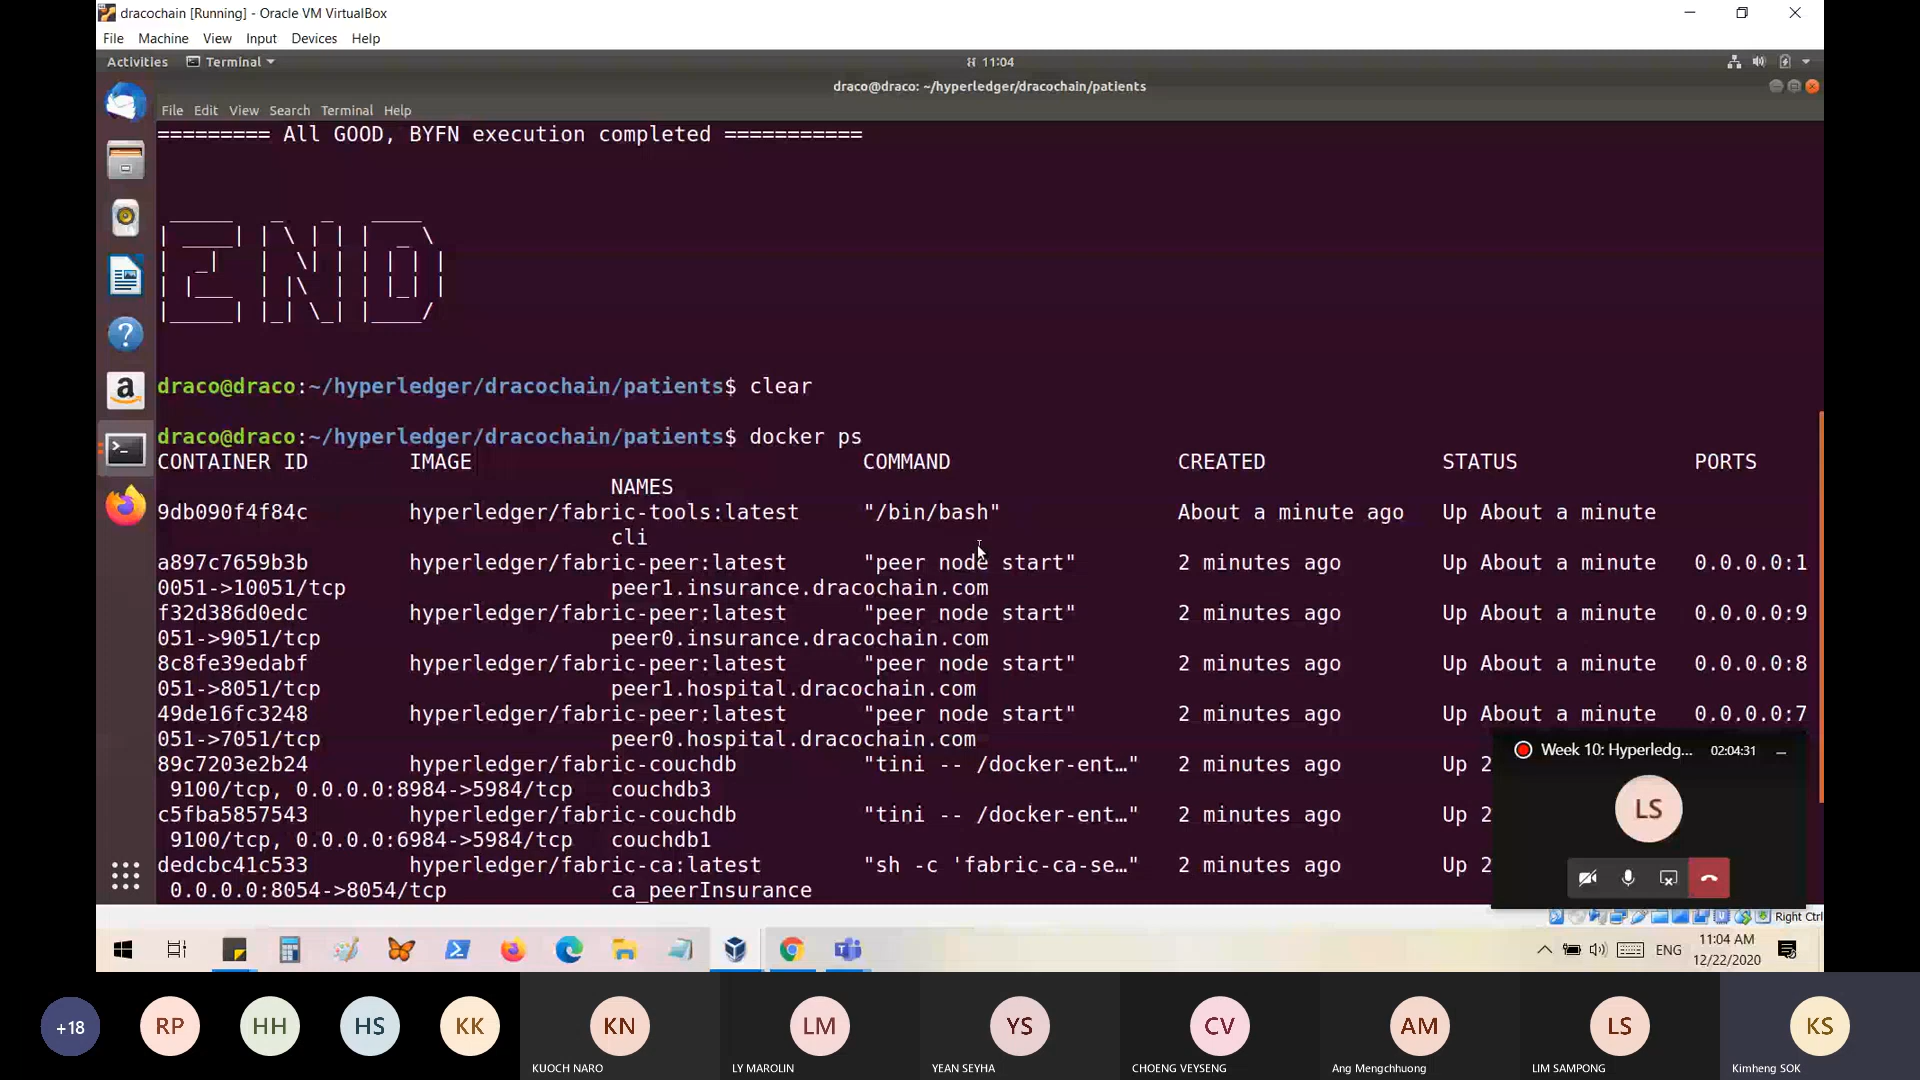 dracochain [Running] - Oracle VM VirtualBox
File Machine View Input Devices Help
Activities Terminal 11:04
draco@draco: ~/hyperledger/dracochain/patients
File Edit View Search Terminal Help
========= All GOOD, BYFN execution completed ===========
 _____   _   _   ____
| ____| | \ | | |  _ \
|  _|   |  \| | | | | |
| |___  | |\  | | |_| |
|_____| |_| \_| |____/
draco@draco:~/hyperledger/dracochain/patients$ clear
draco@draco:~/hyperledger/dracochain/patients$ docker ps
CONTAINER ID IMAGE COMMAND CREATED STATUS PORTS
NAMES
9db090f4f84c hyperledger/fabric-tools:latest "/bin/bash" About a minute ago Up About a minute
cli
a897c7659b3b hyperledger/fabric-peer:latest "peer node start" 2 minutes ago Up About a minute 0.0.0.0:1
0051->10051/tcp peer1.insurance.dracochain.com
f32d386d0edc hyperledger/fabric-peer:latest "peer node start" 2 minutes ago Up About a minute 0.0.0.0:9
051->9051/tcp peer0.insurance.dracochain.com
8c8fe39edabf hyperledger/fabric-peer:latest "peer node start" 2 minutes ago Up About a minute 0.0.0.0:8
051->8051/tcp peer1.hospital.dracochain.com
49de16fc3248 hyperledger/fabric-peer:latest "peer node start" 2 minutes ago Up About a minute 0.0.0.0:7
051->7051/tcp peer0.hospital.dracochain.com
89c7203e2b24 hyperledger/fabric-couchdb "tini -- /docker-ent…" 2 minutes ago Up 2
9100/tcp, 0.0.0.0:8984->5984/tcp couchdb3
c5fba5857543 hyperledger/fabric-couchdb "tini -- /docker-ent…" 2 minutes ago Up 2
9100/tcp, 0.0.0.0:6984->5984/tcp couchdb1
dedcbc41c533 hyperledger/fabric-ca:latest "sh -c 'fabric-ca-se…" 2 minutes ago Up 2
0.0.0.0:8054->8054/tcp ca_peerInsurance
Week 10: Hyperledg... 02:04:31
LS
Right Ctrl
ENG
11:04 AM
12/22/2020
+18 RP HH HS KK KN LM YS CV AM LS KS
KUOCH NARO LY MAROLIN YEAN SEYHA CHOENG VEYSENG Ang Mengchhuong LIM SAMPONG Kimheng SOK